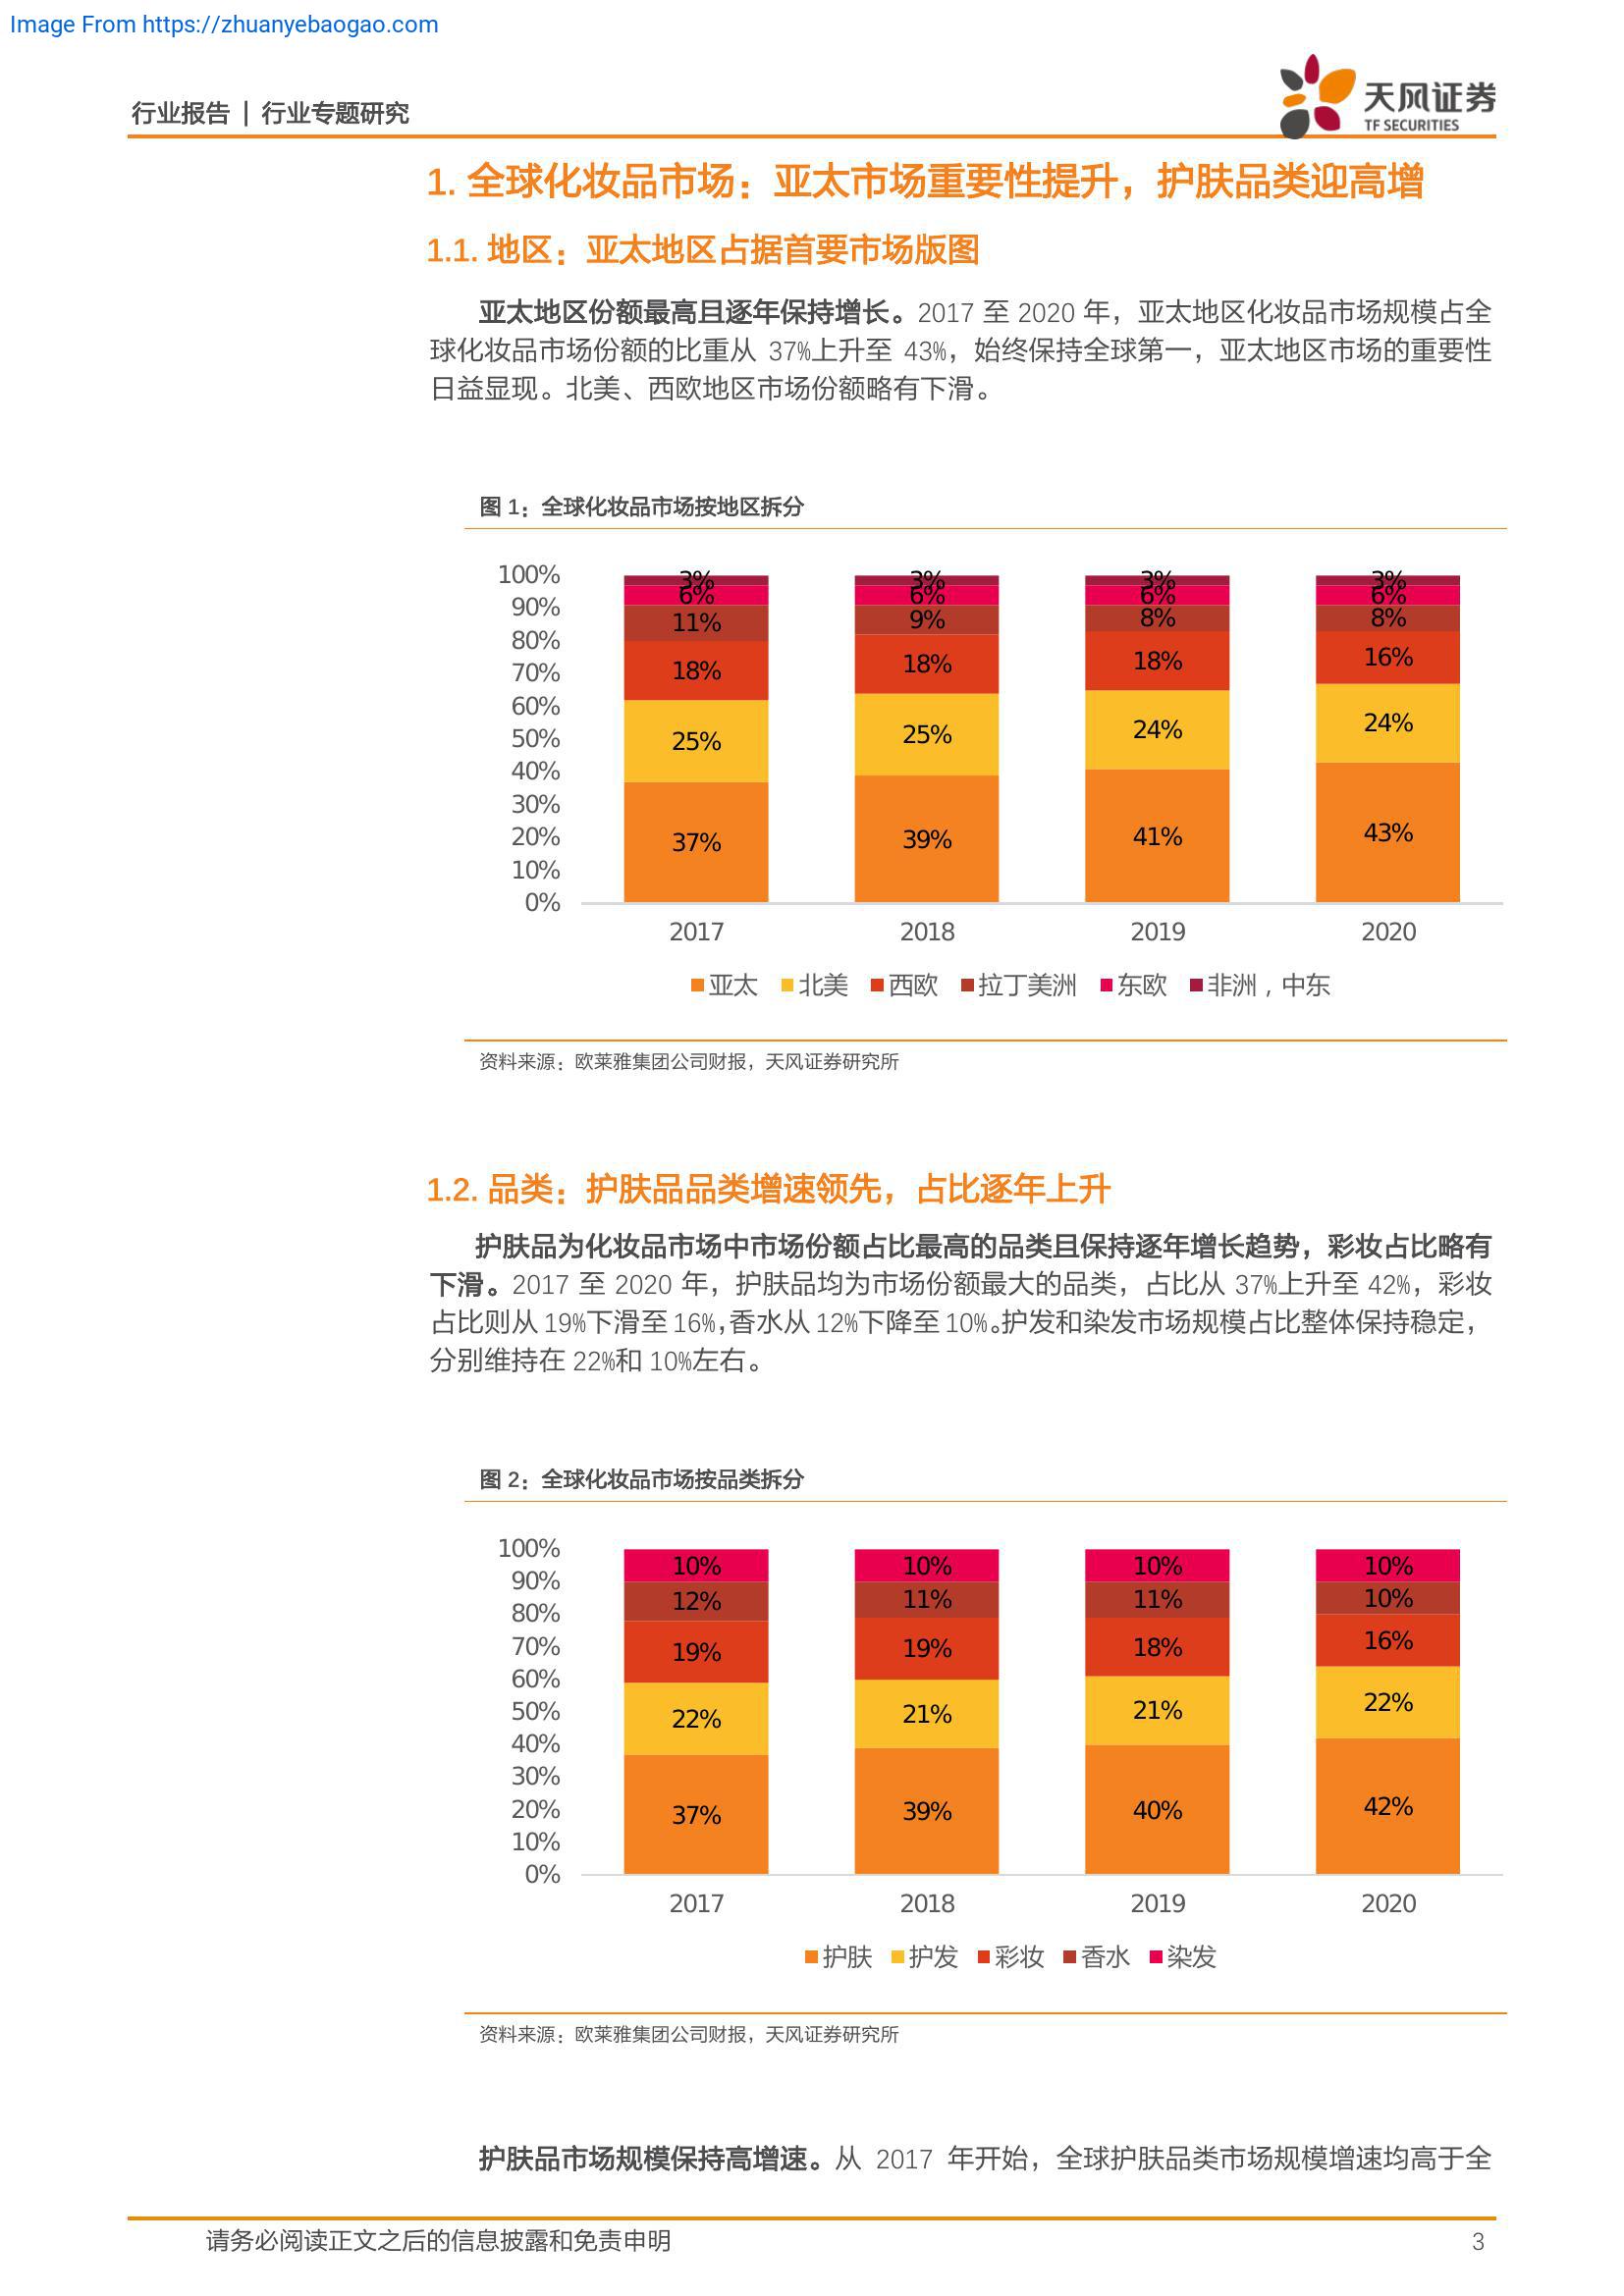 Image From https://zhuanyebaogao.com
行业报告 | 行业专题研究
天风证券
TF SECURITIES
1. 全球化妆品市场：亚太市场重要性提升，护肤品类迎高增
1.1. 地区：亚太地区占据首要市场版图
亚太地区份额最高且逐年保持增长。2017 至 2020 年，亚太地区化妆品市场规模占全
球化妆品市场份额的比重从 37%上升至 43%，始终保持全球第一，亚太地区市场的重要性
日益显现。北美、西欧地区市场份额略有下滑。
图 1：全球化妆品市场按地区拆分
100%
90%
80%
70%
60%
50%
40%
30%
20%
10%
0%
3% 3% 3% 3%
6% 6% 6% 6%
11% 9% 8% 8%
18% 18% 18% 16%
25% 25% 24% 24%
37% 39% 41% 43%
2017 2018 2019 2020
亚太 北美 西欧 拉丁美洲 东欧 非洲，中东
资料来源：欧莱雅集团公司财报，天风证券研究所
1.2. 品类：护肤品品类增速领先，占比逐年上升
护肤品为化妆品市场中市场份额占比最高的品类且保持逐年增长趋势，彩妆占比略有
下滑。2017 至 2020 年，护肤品均为市场份额最大的品类，占比从 37%上升至 42%，彩妆
占比则从 19%下滑至 16%，香水从 12%下降至 10%。护发和染发市场规模占比整体保持稳定，
分别维持在 22%和 10%左右。
图 2：全球化妆品市场按品类拆分
100%
90%
80%
70%
60%
50%
40%
30%
20%
10%
0%
10% 10% 10% 10%
12% 11% 11% 10%
19% 19% 18% 16%
22% 21% 21% 22%
37% 39% 40% 42%
2017 2018 2019 2020
护肤 护发 彩妆 香水 染发
资料来源：欧莱雅集团公司财报，天风证券研究所
护肤品市场规模保持高增速。从 2017 年开始，全球护肤品类市场规模增速均高于全
请务必阅读正文之后的信息披露和免责申明 3